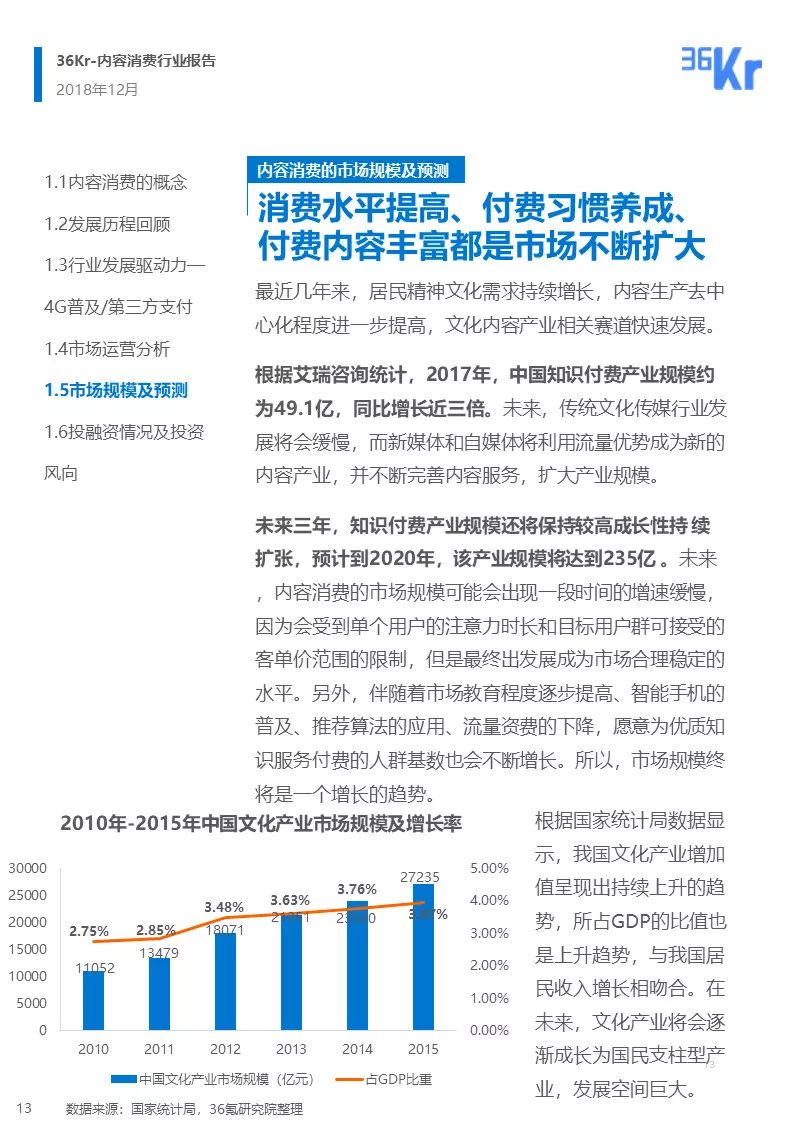 36Kr-内容消费行业报告
2018年12月
36Kr
1.1内容消费的概念
1.2发展历程回顾
1.3行业发展驱动力—
4G普及/第三方支付
1.4市场运营分析
1.5市场规模及预测
1.6投融资情况及投资
风向
内容消费的市场规模及预测
消费水平提高、付费习惯养成、
付费内容丰富都是市场不断扩大
最近几年来，居民精神文化需求持续增长，内容生产去中
心化程度进一步提高，文化内容产业相关赛道快速发展。
根据艾瑞咨询统计，2017年，中国知识付费产业规模约
为49.1亿，同比增长近三倍。未来，传统文化传媒行业发
展将会缓慢，而新媒体和自媒体将利用流量优势成为新的
内容产业，并不断完善内容服务，扩大产业规模。
未来三年，知识付费产业规模还将保持较高成长性持 续
扩张，预计到2020年，该产业规模将达到235亿 。未来
，内容消费的市场规模可能会出现一段时间的增速缓慢，
因为会受到单个用户的注意力时长和目标用户群可接受的
客单价范围的限制，但是最终出发展成为市场合理稳定的
水平。另外，伴随着市场教育程度逐步提高、智能手机的
普及、推荐算法的应用、流量资费的下降，愿意为优质知
识服务付费的人群基数也会不断增长。所以，市场规模终
将是一个增长的趋势。
2010年-2015年中国文化产业市场规模及增长率
30000
25000
20000
15000
10000
5000
0
5.00%
4.00%
3.00%
2.00%
1.00%
0.00%
2.75%
2.85%
3.48%
3.63%
3.76%
11052
13479
18071
27235
2010
2011
2012
2013
2014
2015
中国文化产业市场规模（亿元）
占GDP比重
根据国家统计局数据显
示，我国文化产业增加
值呈现出持续上升的趋
势，所占GDP的比值也
是上升趋势，与我国居
民收入增长相吻合。在
未来，文化产业将会逐
渐成长为国民支柱型产
业，发展空间巨大。
13
13
数据来源：国家统计局，36氪研究院整理